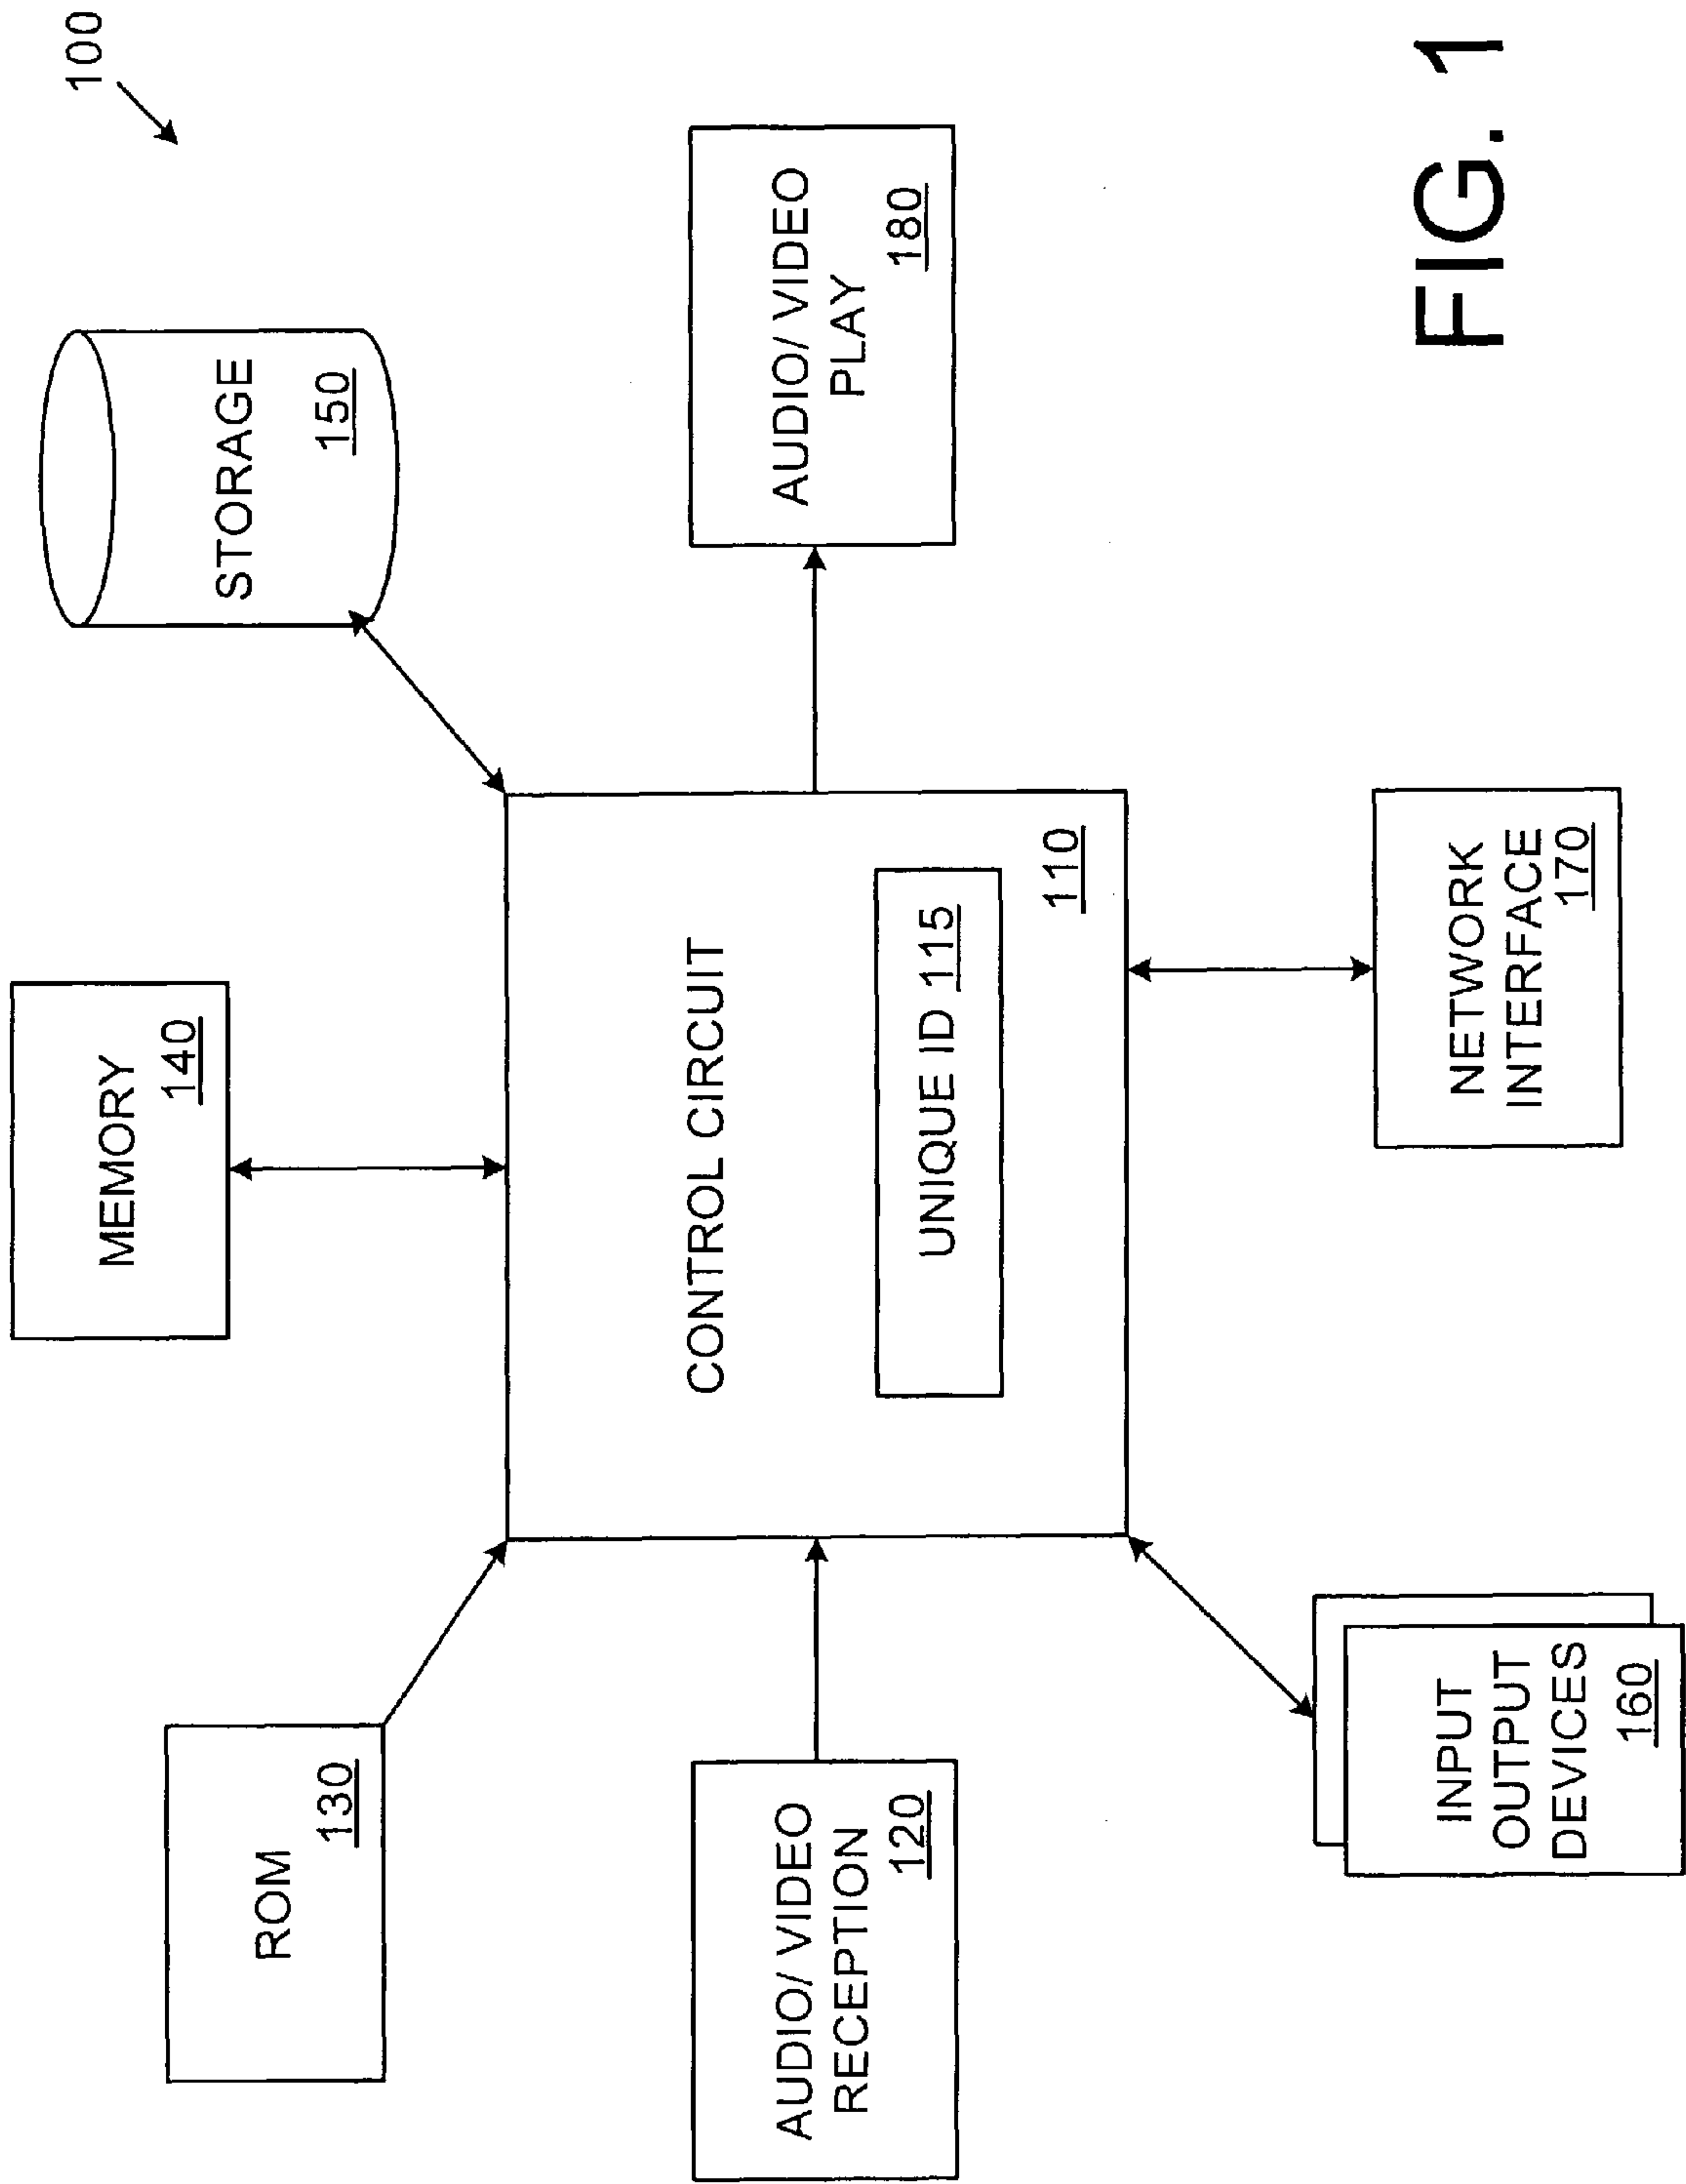 100
MEMORY
140
STORAGE
150
ROM
130
CONTROL CIRCUIT
UNIQUE ID 115
110
AUDIO/ VIDEO
RECEPTION
120
AUDIO/ VIDEO
PLAY
180
INPUT
OUTPUT
DEVICES
160
NETWORK
INTERFACE
170
FIG. 1